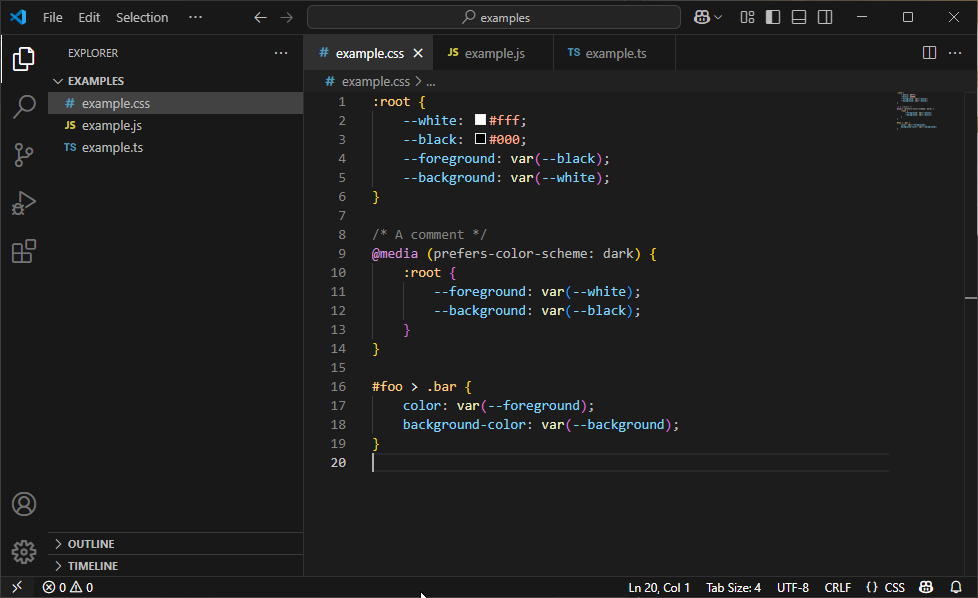 File Edit Selection ··· examples
EXPLORER ···
EXAMPLES
# example.css
JS example.js
TS example.ts
OUTLINE
TIMELINE
# example.css
JS example.js
TS example.ts
···
# example.css > ...
1 :root {
2     --white: #fff;
3     --black: #000;
4     --foreground: var(--black);
5     --background: var(--white);
6 }
7
8 /* A comment */
9 @media (prefers-color-scheme: dark) {
10     :root {
11         --foreground: var(--white);
12         --background: var(--black);
13     }
14 }
15
16 #foo > .bar {
17     color: var(--foreground);
18     background-color: var(--background);
19 }
20
0 0 Ln 20, Col 1 Tab Size: 4 UTF-8 CRLF {} CSS